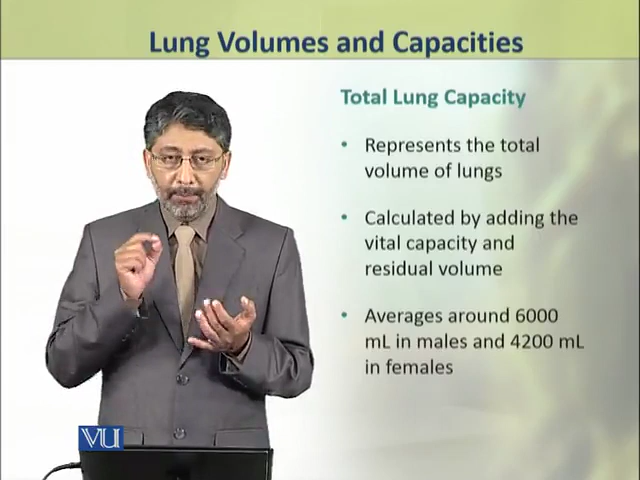 Lung Volumes and Capacities
Total Lung Capacity
• Represents the total
volume of lungs
• Calculated by adding the
vital capacity and
residual volume
• Averages around 6000
mL in males and 4200 mL
in females
VU